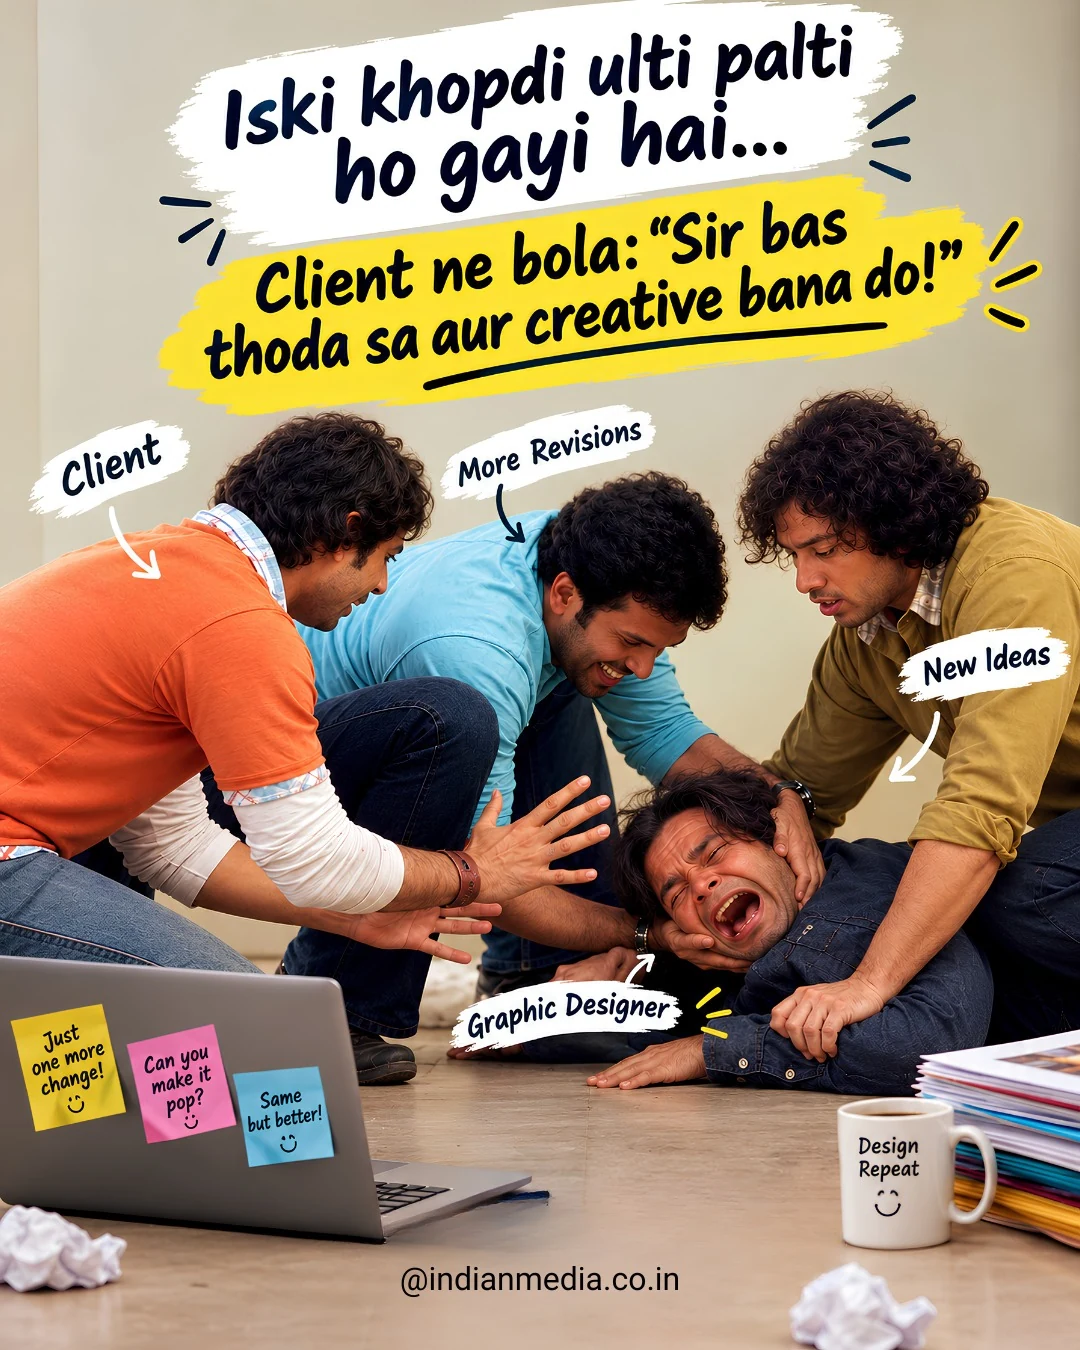 Iski khopdi ulti palti
ho gayi hai...
Client ne bola: “Sir bas
thoda sa aur creative bana do!”
Client
More Revisions
New Ideas
Graphic Designer
Just
one more
change!
Can you
make it
pop?
Same
but better!
Design
Repeat
@indianmedia.co.in